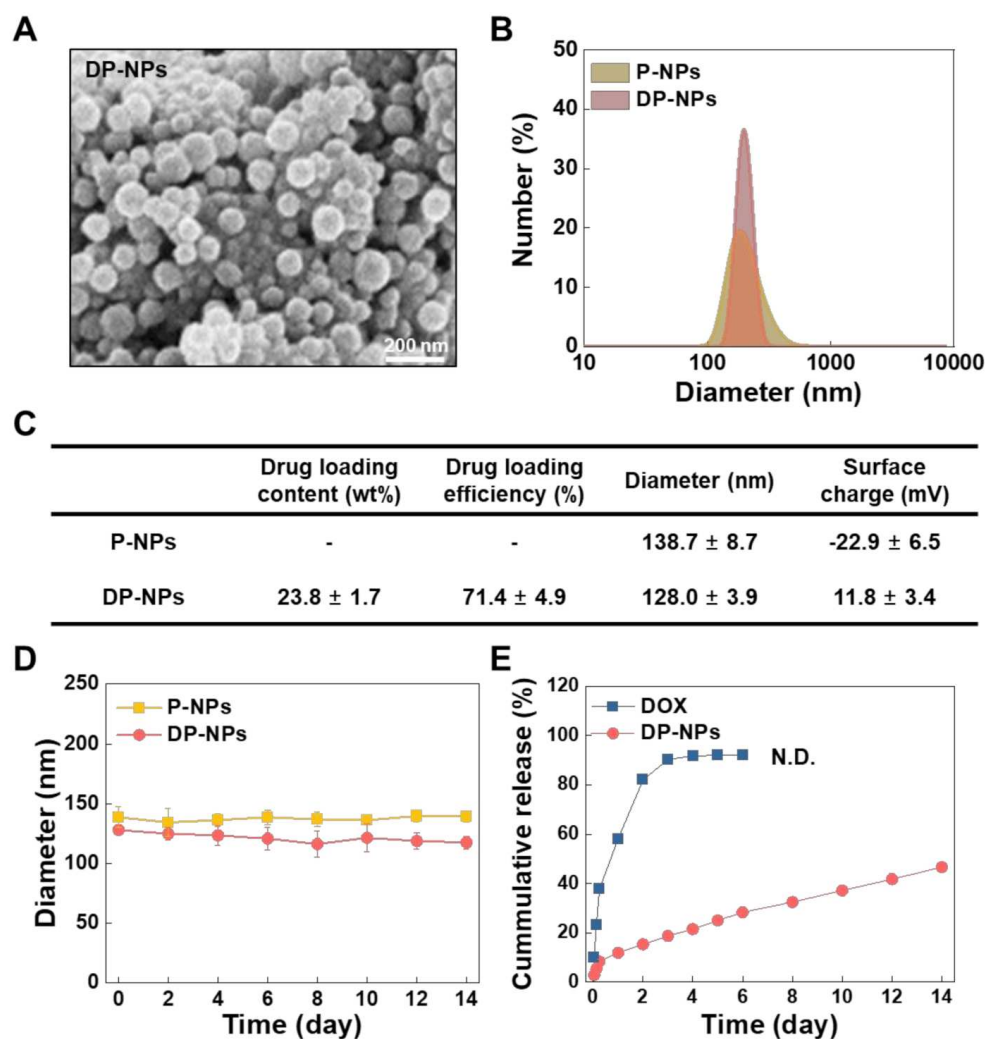 A
DP-NPs
200 nm
B
50
40
30
20
10
0
Number (%)
P-NPs
DP-NPs
10
100
1000
10000
Diameter (nm)
C
Drug loading content (wt%)
Drug loading efficiency (%)
Diameter (nm)
Surface charge (mV)
P-NPs - - 138.7 ± 8.7 -22.9 ± 6.5
DP-NPs 23.8 ± 1.7 71.4 ± 4.9 128.0 ± 3.9 11.8 ± 3.4
D
250
200
150
100
50
0
Diameter (nm)
P-NPs
DP-NPs
0 2 4 6 8 10 12 14
Time (day)
E
120
100
80
60
40
20
0
Cummulative release (%)
DOX
DP-NPs
N.D.
0 2 4 6 8 10 12 14
Time (day)